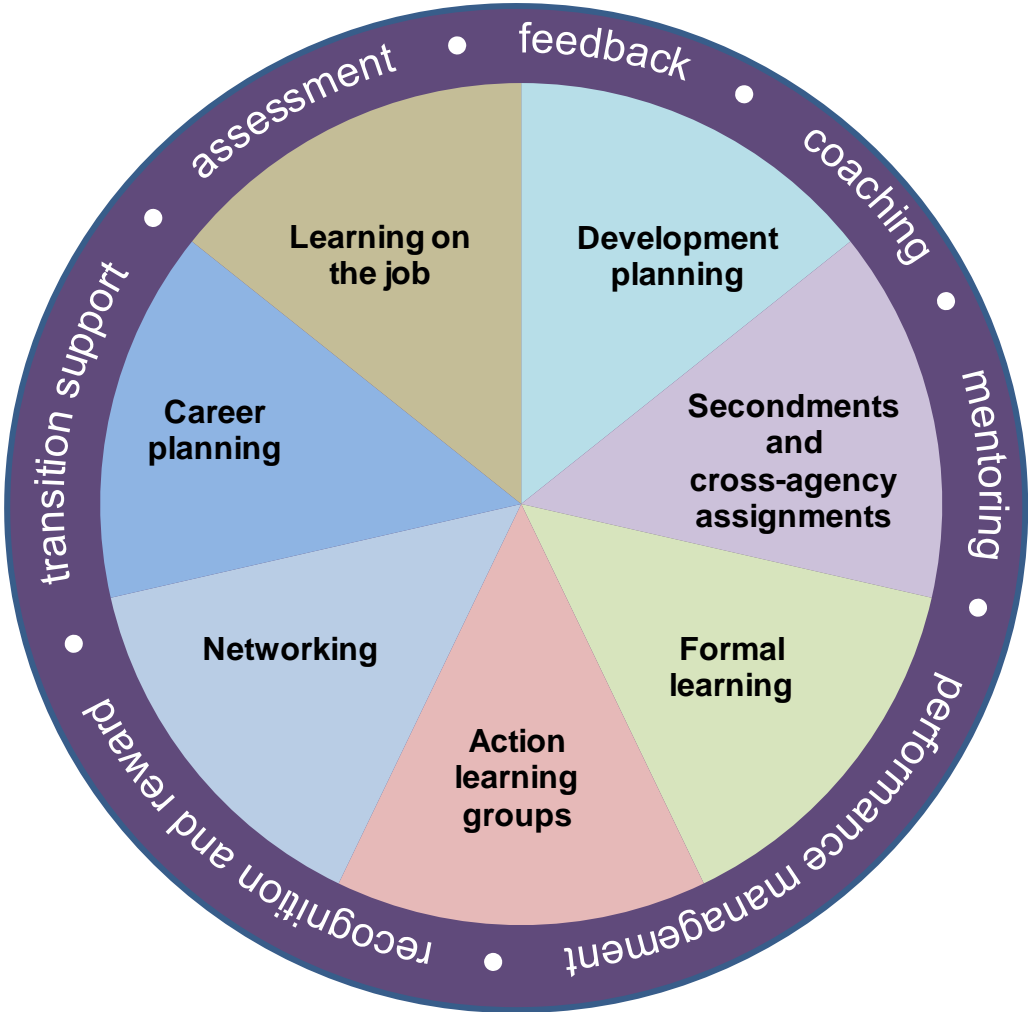 feedback
coaching
mentoring
performance management
recognition and reward
transition support
assessment
Development
planning
Secondments
and
cross-agency
assignments
Formal
learning
Action
learning
groups
Networking
Career
planning
Learning on
the job